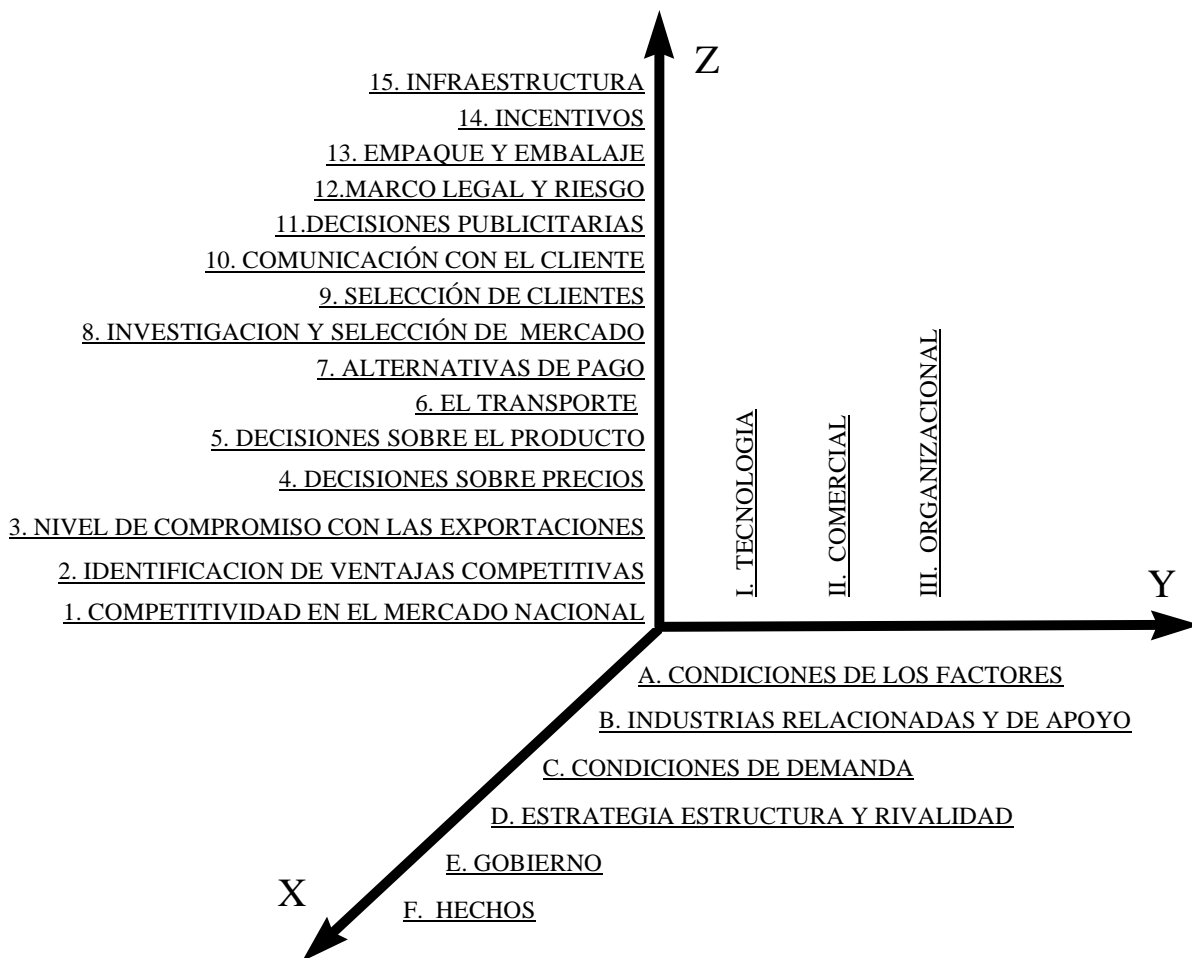 Z
15. INFRAESTRUCTURA
14. INCENTIVOS
13. EMPAQUE Y EMBALAJE
12.MARCO LEGAL Y RIESGO
11.DECISIONES PUBLICITARIAS
10. COMUNICACIÓN CON EL CLIENTE
9. SELECCIÓN DE CLIENTES
8. INVESTIGACION Y SELECCIÓN DE MERCADO
7. ALTERNATIVAS DE PAGO
6. EL TRANSPORTE
5. DECISIONES SOBRE EL PRODUCTO
4. DECISIONES SOBRE PRECIOS
3. NIVEL DE COMPROMISO CON LAS EXPORTACIONES
2. IDENTIFICACION DE VENTAJAS COMPETITIVAS
1. COMPETITIVIDAD EN EL MERCADO NACIONAL
I. TECNOLOGIA
II. COMERCIAL
III. ORGANIZACIONAL
Y
A. CONDICIONES DE LOS FACTORES
B. INDUSTRIAS RELACIONADAS Y DE APOYO
C. CONDICIONES DE DEMANDA
D. ESTRATEGIA ESTRUCTURA Y RIVALIDAD
E. GOBIERNO
X
F. HECHOS